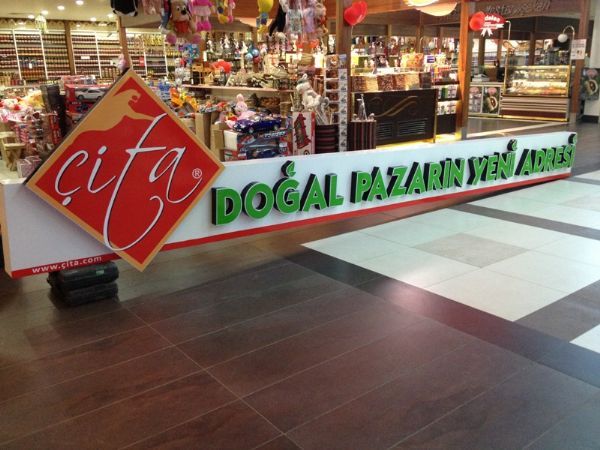 çita ®
DOĞAL PAZARIN YENİ ADRESİ
www.çita.com